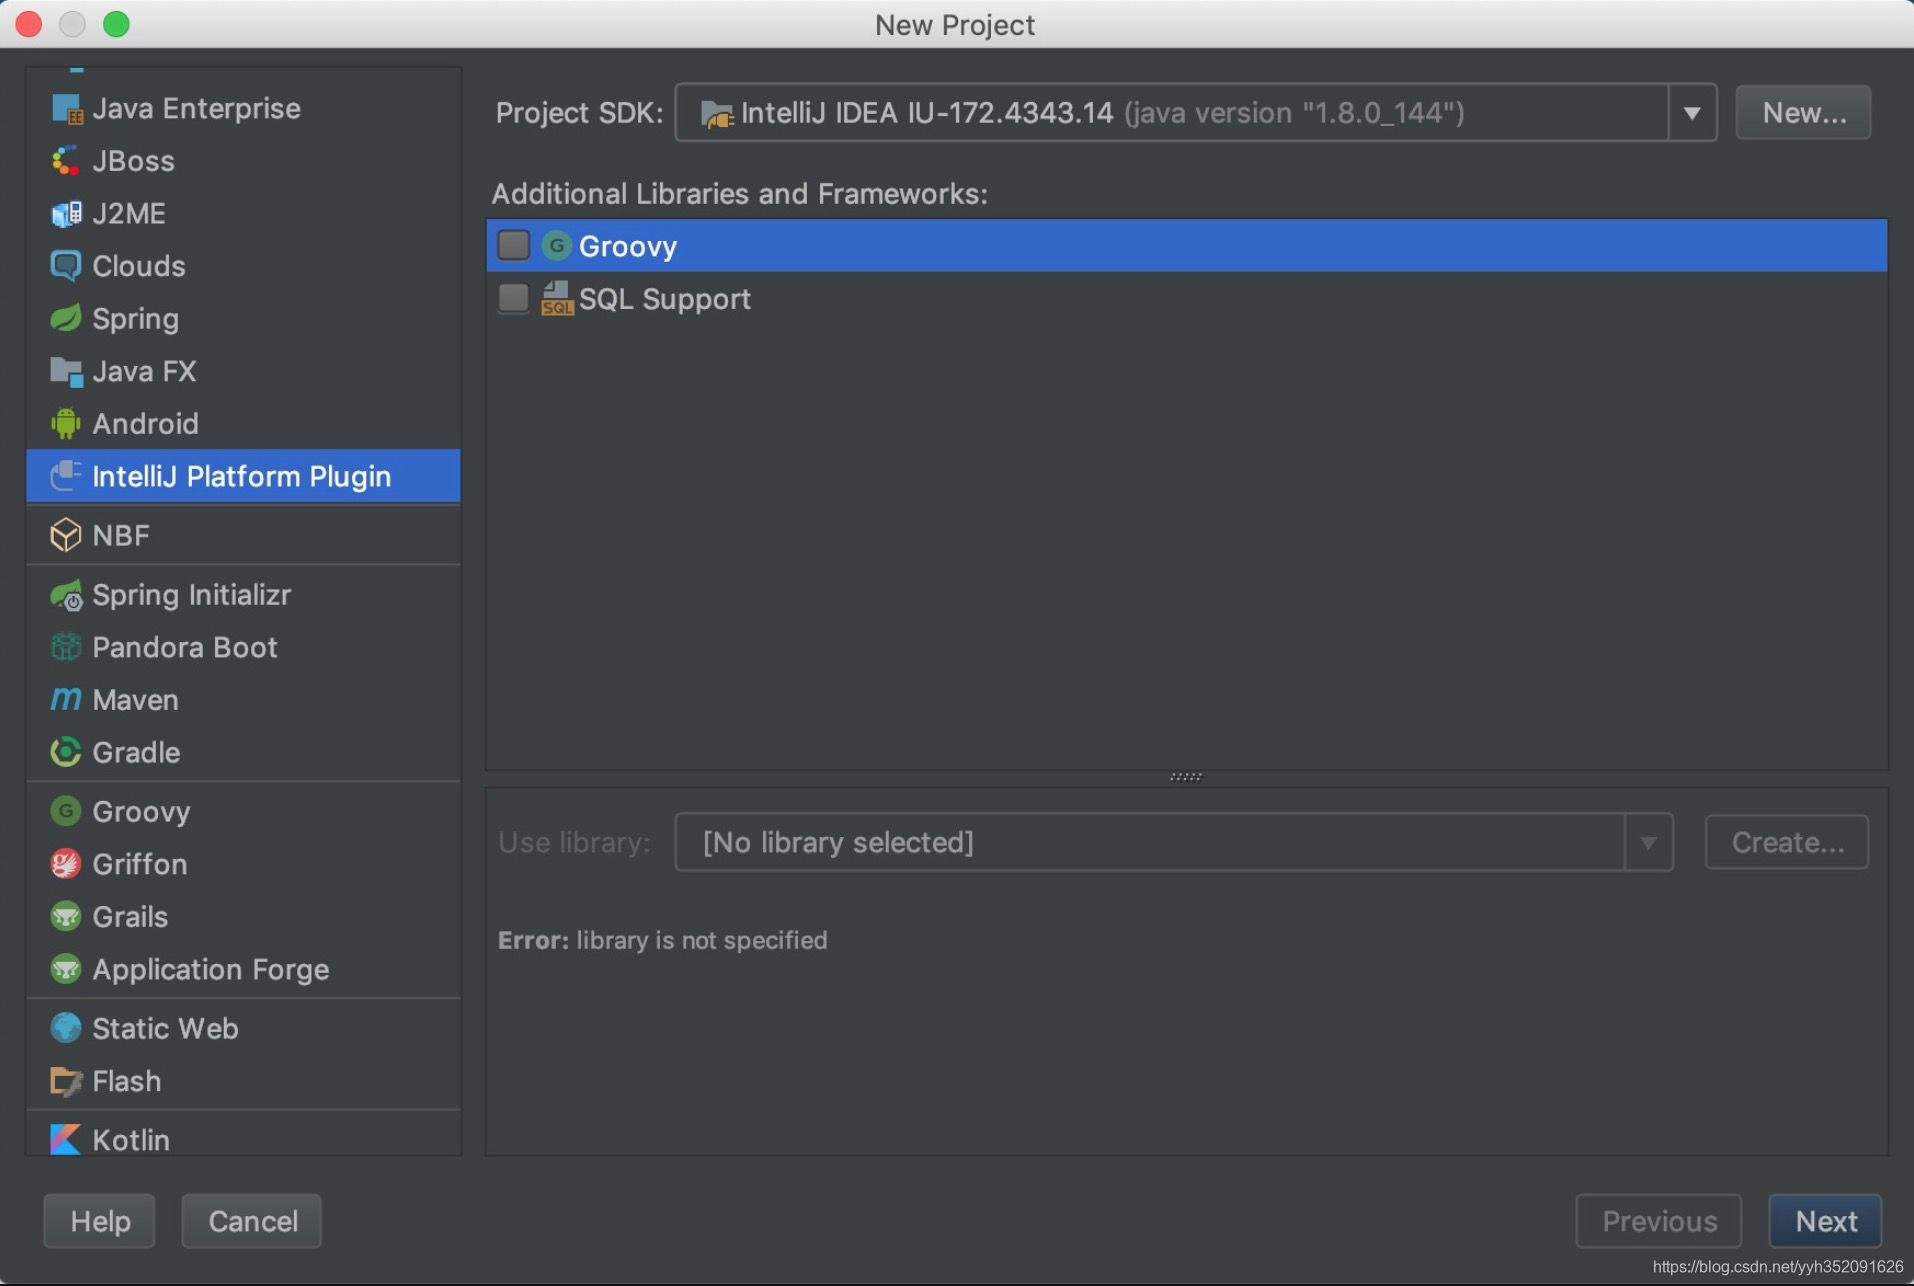 New Project
Java Enterprise
JBoss
J2ME
Clouds
Spring
Java FX
Android
IntelliJ Platform Plugin
NBF
Spring Initializr
Pandora Boot
Maven
Gradle
Groovy
Griffon
Grails
Application Forge
Static Web
Flash
Kotlin
Project SDK: IntelliJ IDEA IU-172.4343.14 (java version "1.8.0_144") New...
Additional Libraries and Frameworks:
Groovy
SQL Support
Use library: [No library selected] Create...
Error: library is not specified
Help Cancel Previous Next
https://blog.csdn.net/yyh352091626